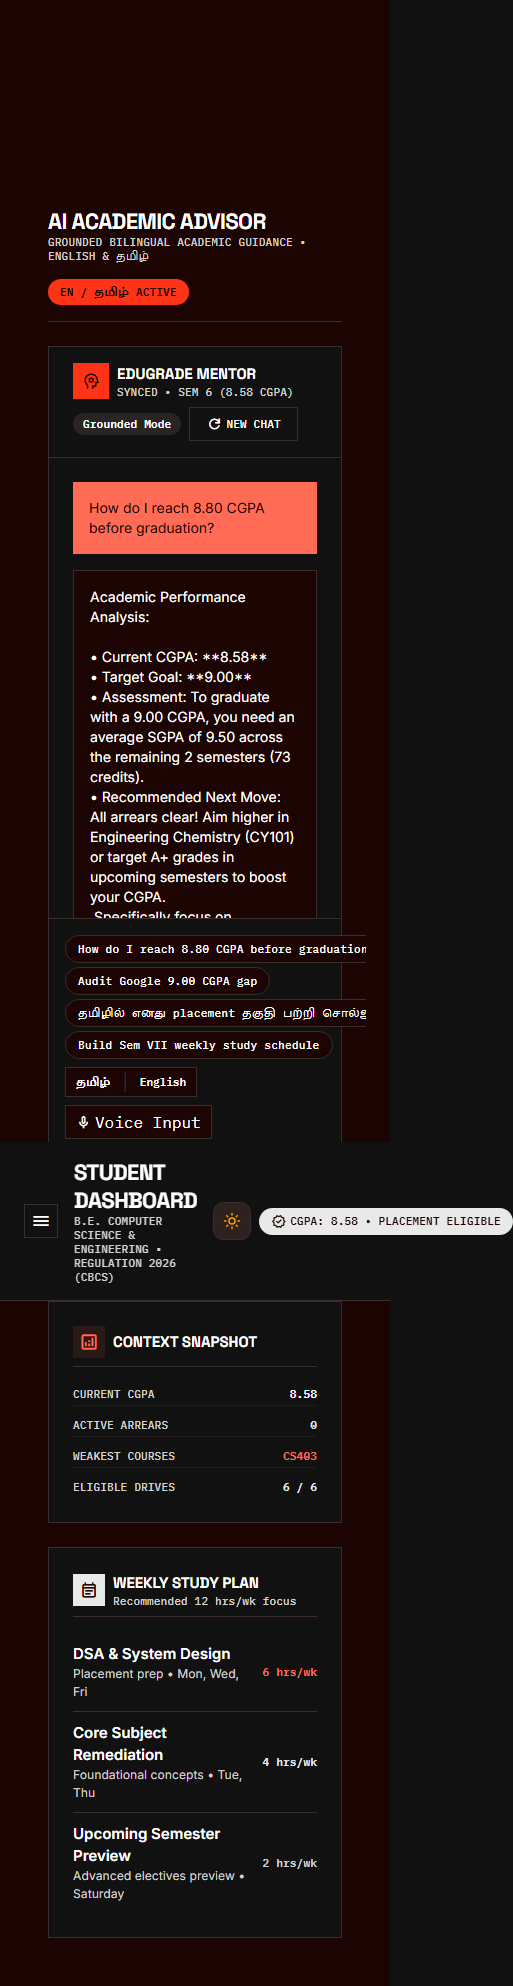 AI ACADEMIC ADVISOR
GROUNDED BILINGUAL ACADEMIC GUIDANCE •
ENGLISH & தமிழ்
EN / தமிழ் ACTIVE
EDUGRADE MENTOR
SYNCED • SEM 6 (8.58 CGPA)
Grounded Mode
NEW CHAT
How do I reach 8.80 CGPA
before graduation?
Academic Performance
Analysis:
• Current CGPA: **8.58**
• Target Goal: **9.00**
• Assessment: To graduate
with a 9.00 CGPA, you need an
average SGPA of 9.50 across
the remaining 2 semesters (73
credits).
• Recommended Next Move:
All arrears clear! Aim higher in
Engineering Chemistry (CY101)
or target A+ grades in
upcoming semesters to boost
your CGPA.
Specifically focus on
How do I reach 8.80 CGPA before graduation
Audit Google 9.00 CGPA gap
தமிழில் எனது placement தகுதி பற்றி
Build Sem VII weekly study schedule
தமிழ்
English
Voice Input
STUDENT
DASHBOARD
B.E. COMPUTER
SCIENCE &
ENGINEERING •
REGULATION 2026
(CBCS)
CGPA: 8.58 • PLACEMENT ELIGIBLE
CONTEXT SNAPSHOT
CURRENT CGPA 8.58
ACTIVE ARREARS 0
WEAKEST COURSES CS403
ELIGIBLE DRIVES 6 / 6
WEEKLY STUDY PLAN
Recommended 12 hrs/wk focus
DSA & System Design
Placement prep • Mon, Wed,
Fri
6 hrs/wk
Core Subject
Remediation
Foundational concepts • Tue,
Thu
4 hrs/wk
Upcoming Semester
Preview
Advanced electives preview •
Saturday
2 hrs/wk